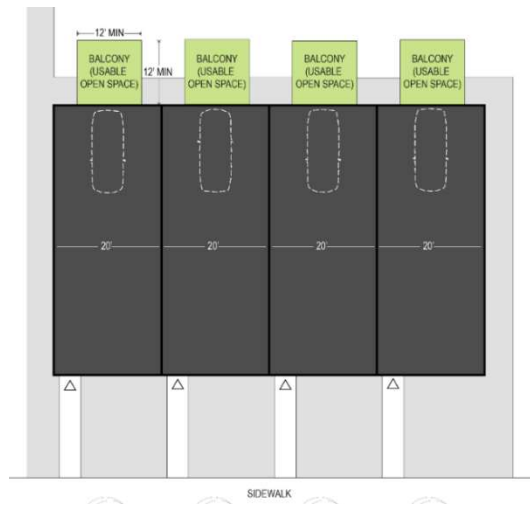 12' MIN
BALCONY
(USABLE
OPEN SPACE)
12' MIN
BALCONY
(USABLE
OPEN SPACE)
BALCONY
(USABLE
OPEN SPACE)
BALCONY
(USABLE
OPEN SPACE)
20'
20'
20'
20'
SIDEWALK